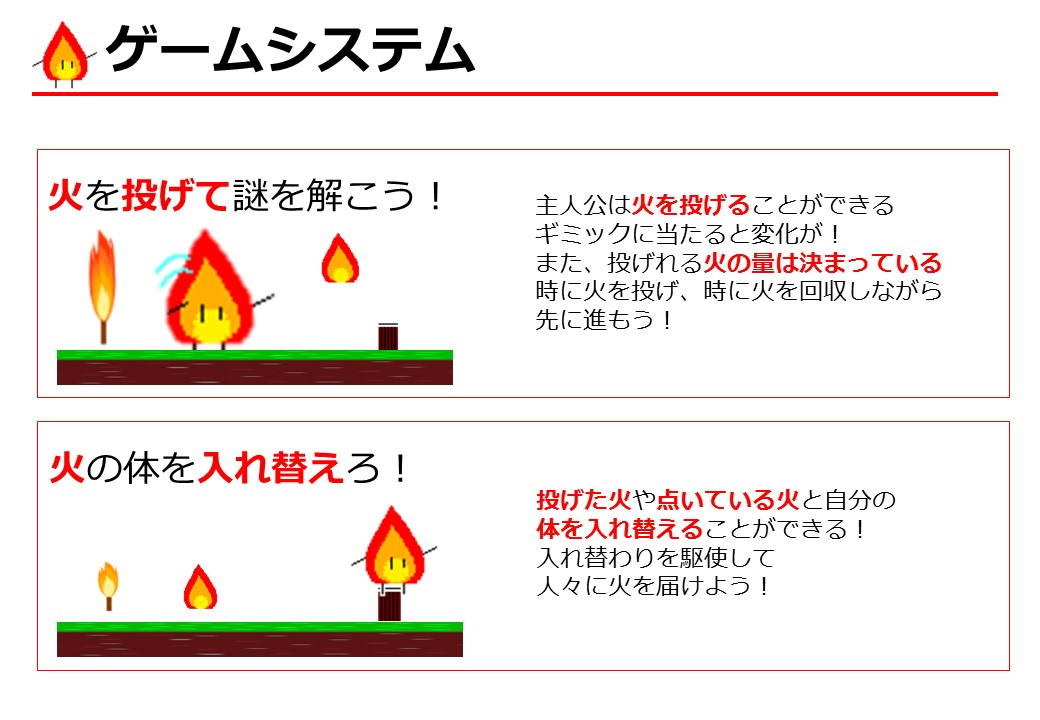 ゲームシステム
火を投げて謎を解こう！
主人公は火を投げることができる
ギミックに当たると変化が！
また、投げれる火の量は決まっている
時に火を投げ、時に火を回収しながら
先に進もう！
火の体を入れ替えろ！
投げた火や点いている火と自分の
体を入れ替えることができる！
入れ替わりを駆使して
人々に火を届けよう！